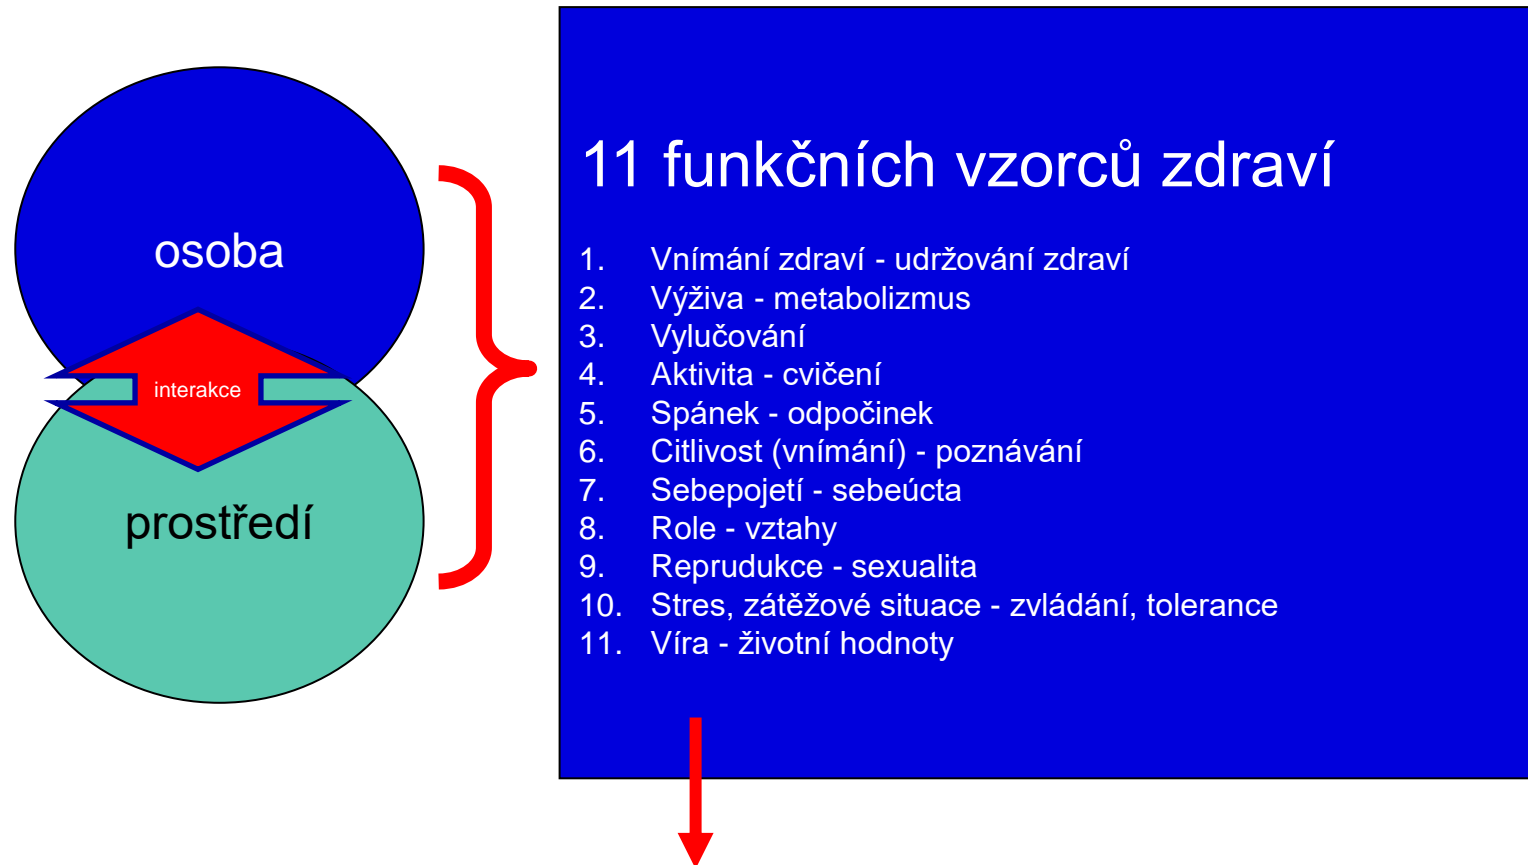 osoba
interakce
prostředí
11 funkčních vzorců zdraví
1. Vnímání zdraví - udržování zdraví
2. Výživa - metabolizmus
3. Vylučování
4. Aktivita - cvičení
5. Spánek - odpočinek
6. Citlivost (vnímání) - poznávání
7. Sebepojetí - sebeúcta
8. Role - vztahy
9. Reprudukce - sexualita
10. Stres, zátěžové situace - zvládání, tolerance
11. Víra - životní hodnoty